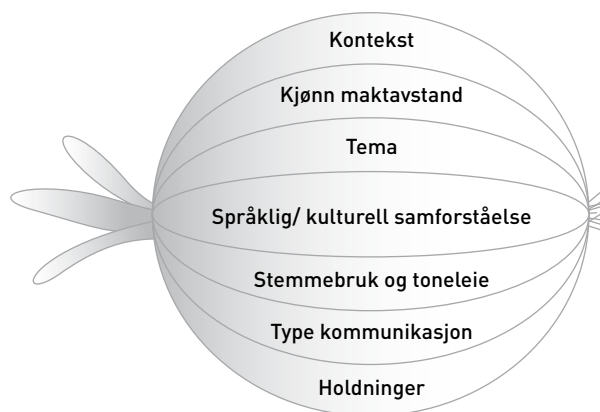 Kontekst
Kjønn maktavstand
Tema
Språklig/ kulturell samforståelse
Stemmebruk og toneleie
Type kommunikasjon
Holdninger